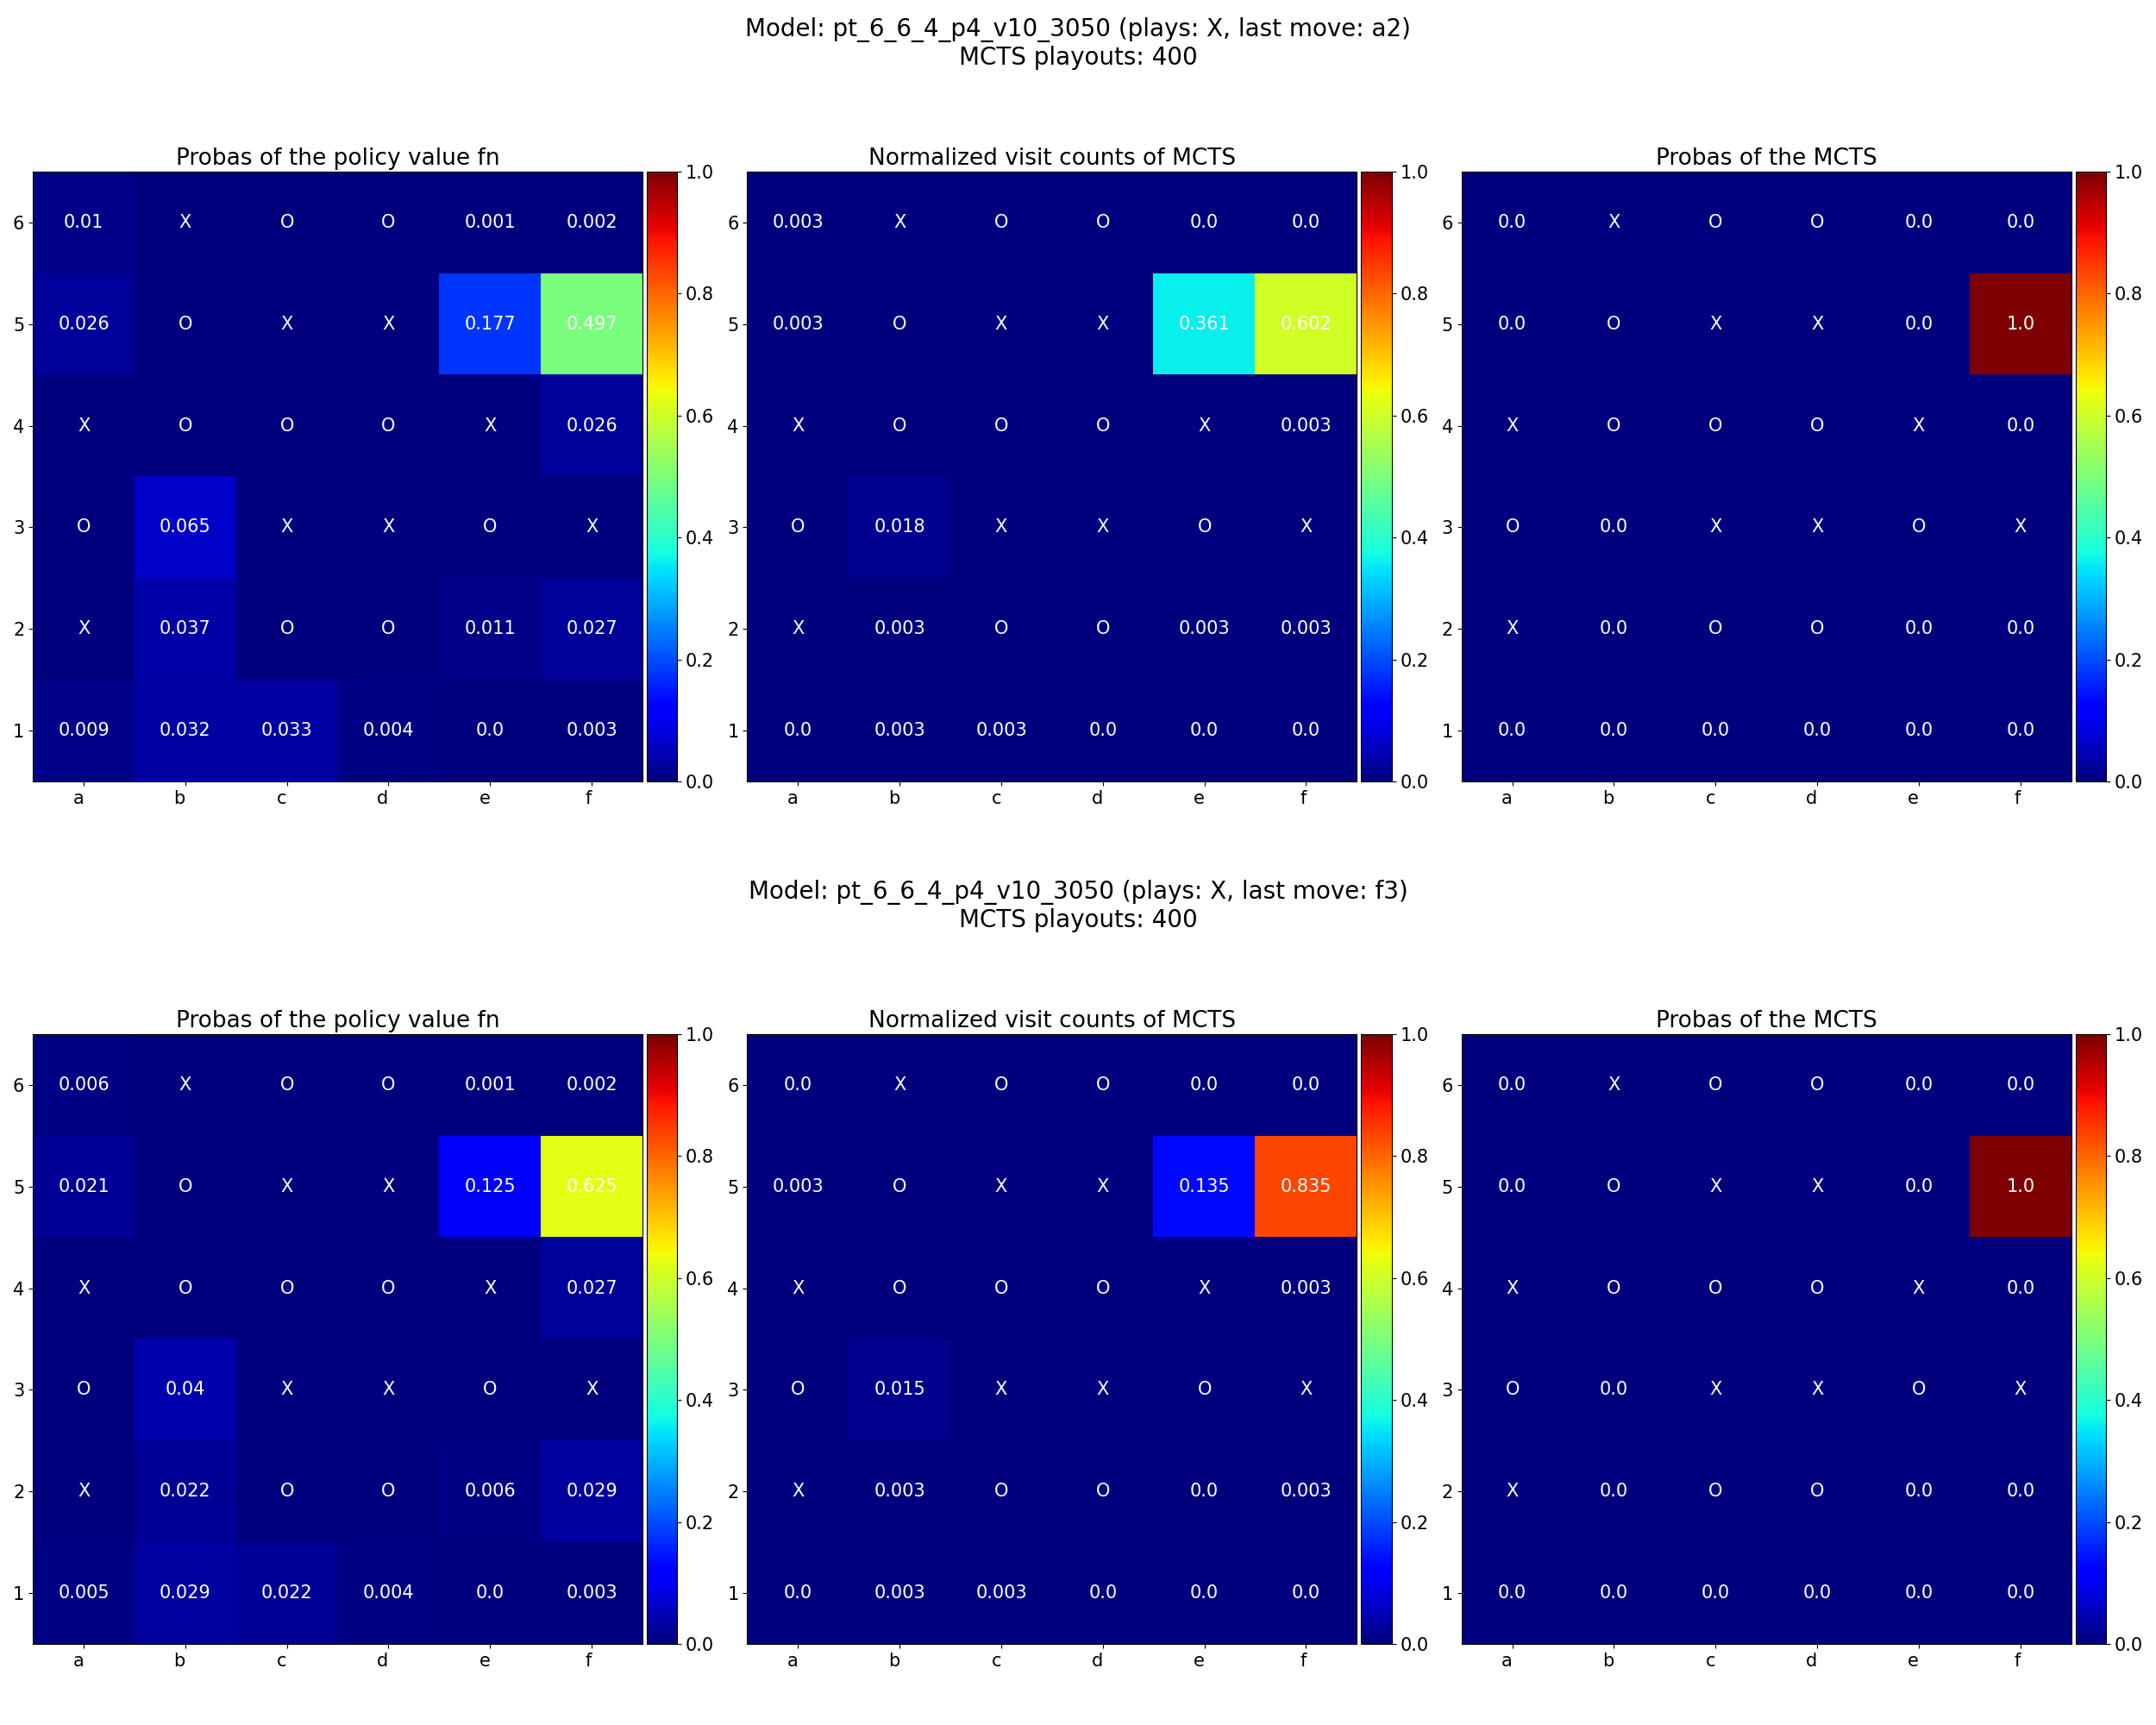 Model: pt_6_6_4_p4_v10_3050 (plays: X, last move: a2)
MCTS playouts: 400
Probas of the policy value fn
Normalized visit counts of MCTS
Probas of the MCTS
6 0.01 X O O 0.001 0.002 1.0
5 0.026 O X X 0.177 0.497 0.8
4 X O O O X 0.026 0.6
3 O 0.065 X X O X 0.4
2 X 0.037 O O 0.011 0.027 0.2
1 0.009 0.032 0.033 0.004 0.0 0.003 0.0
a b c d e f
6 0.003 X O O 0.0 0.0 1.0
5 0.003 O X X 0.361 0.602 0.8
4 X O O O X 0.003 0.6
3 O 0.018 X X O X 0.4
2 X 0.003 O O 0.003 0.003 0.2
1 0.0 0.003 0.003 0.0 0.0 0.0 0.0
a b c d e f
6 0.0 X O O 0.0 0.0 1.0
5 0.0 O X X 0.0 1.0 0.8
4 X O O O X 0.0 0.6
3 O 0.0 X X O X 0.4
2 X 0.0 O O 0.0 0.0 0.2
1 0.0 0.0 0.0 0.0 0.0 0.0 0.0
a b c d e f
Model: pt_6_6_4_p4_v10_3050 (plays: X, last move: f3)
MCTS playouts: 400
Probas of the policy value fn
Normalized visit counts of MCTS
Probas of the MCTS
6 0.006 X O O 0.001 0.002 1.0
5 0.021 O X X 0.125 0.625 0.8
4 X O O O X 0.027 0.6
3 O 0.04 X X O X 0.4
2 X 0.022 O O 0.006 0.029 0.2
1 0.005 0.029 0.022 0.004 0.0 0.003 0.0
a b c d e f
6 0.0 X O O 0.0 0.0 1.0
5 0.003 O X X 0.135 0.835 0.8
4 X O O O X 0.003 0.6
3 O 0.015 X X O X 0.4
2 X 0.003 O O 0.0 0.003 0.2
1 0.0 0.003 0.003 0.0 0.0 0.0 0.0
a b c d e f
6 0.0 X O O 0.0 0.0 1.0
5 0.0 O X X 0.0 1.0 0.8
4 X O O O X 0.0 0.6
3 O 0.0 X X O X 0.4
2 X 0.0 O O 0.0 0.0 0.2
1 0.0 0.0 0.0 0.0 0.0 0.0 0.0
a b c d e f